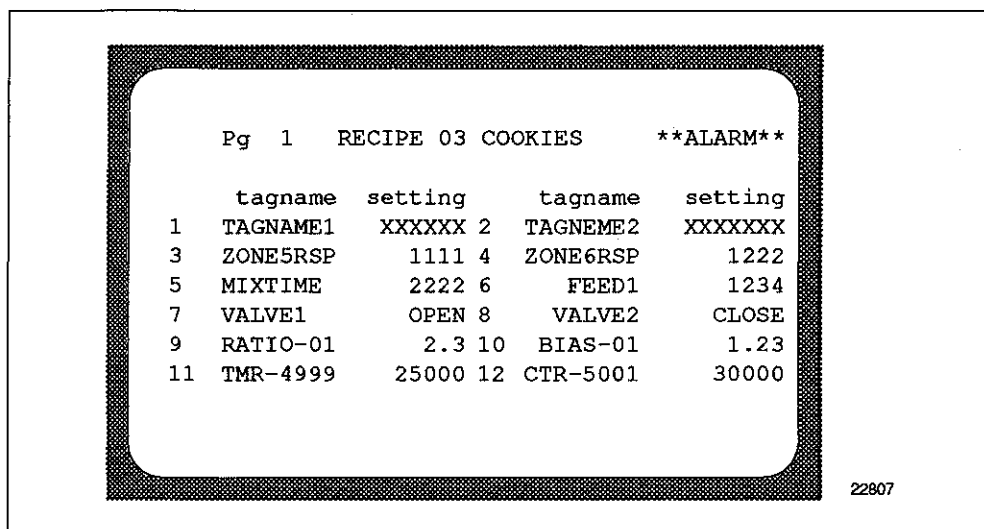 Pg 1 RECIPE 03 COOKIES **ALARM**
tagname setting tagname setting
1 TAGNAME1 XXXXXX 2 TAGNEME2 XXXXXXX
3 ZONE5RSP 1111 4 ZONE6RSP 1222
5 MIXTIME 2222 6 FEED1 1234
7 VALVE1 OPEN 8 VALVE2 CLOSE
9 RATIO-01 2.3 10 BIAS-01 1.23
11 TMR-4999 25000 12 CTR-5001 30000
22807